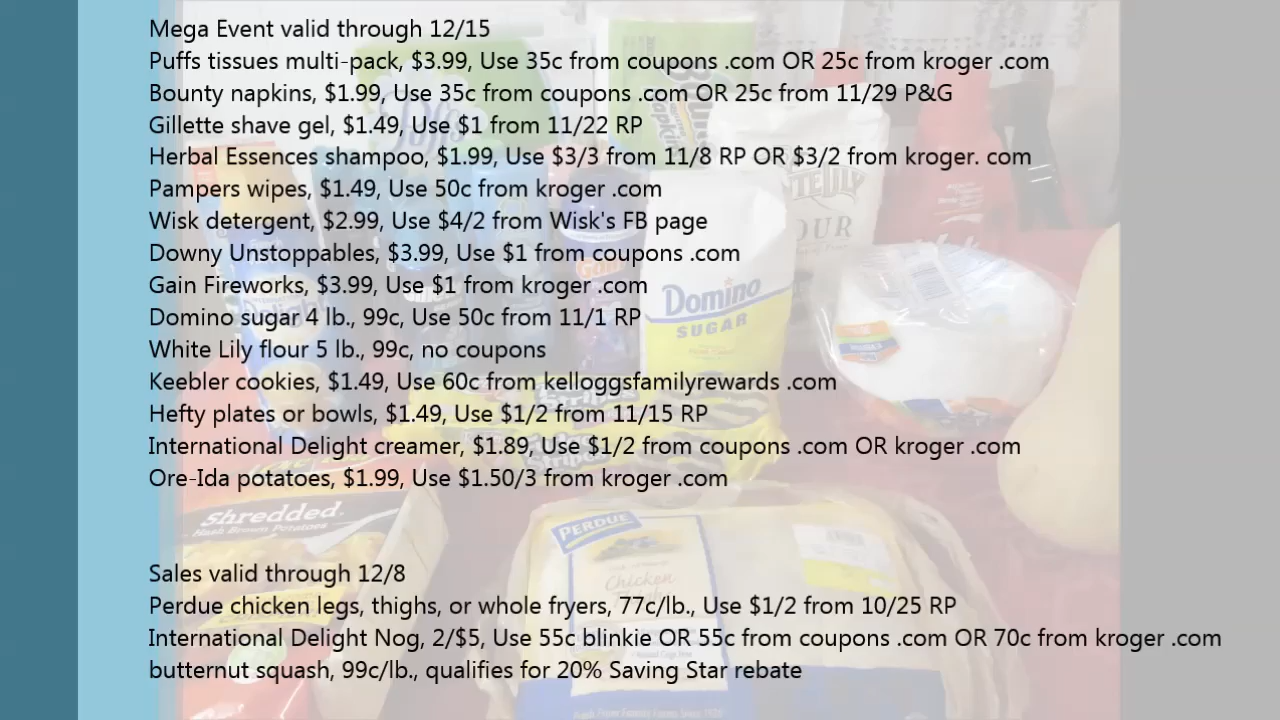 Mega Event valid through 12/15
Puffs tissues multi-pack, $3.99, Use 35c from coupons .com OR 25c from kroger .com
Bounty napkins, $1.99, Use 35c from coupons .com OR 25c from 11/29 P&G
Gillette shave gel, $1.49, Use $1 from 11/22 RP
Herbal Essences shampoo, $1.99, Use $3/3 from 11/8 RP OR $3/2 from kroger. com
Pampers wipes, $1.49, Use 50c from kroger .com
Wisk detergent, $2.99, Use $4/2 from Wisk's FB page
Downy Unstoppables, $3.99, Use $1 from coupons .com
Gain Fireworks, $3.99, Use $1 from kroger .com
Domino sugar 4 lb., 99c, Use 50c from 11/1 RP
White Lily flour 5 lb., 99c, no coupons
Keebler cookies, $1.49, Use 60c from kelloggsfamilyrewards .com
Hefty plates or bowls, $1.49, Use $1/2 from 11/15 RP
International Delight creamer, $1.89, Use $1/2 from coupons .com OR kroger .com
Ore-Ida potatoes, $1.99, Use $1.50/3 from kroger .com
Sales valid through 12/8
Perdue chicken legs, thighs, or whole fryers, 77c/lb., Use $1/2 from 10/25 RP
International Delight Nog, 2/$5, Use 55c blinkie OR 55c from coupons .com OR 70c from kroger .com
butternut squash, 99c/lb., qualifies for 20% Saving Star rebate
Puffs
Domino
SUGAR
Shredded
Hash Brown Potatoes
PERDUE
Chicken